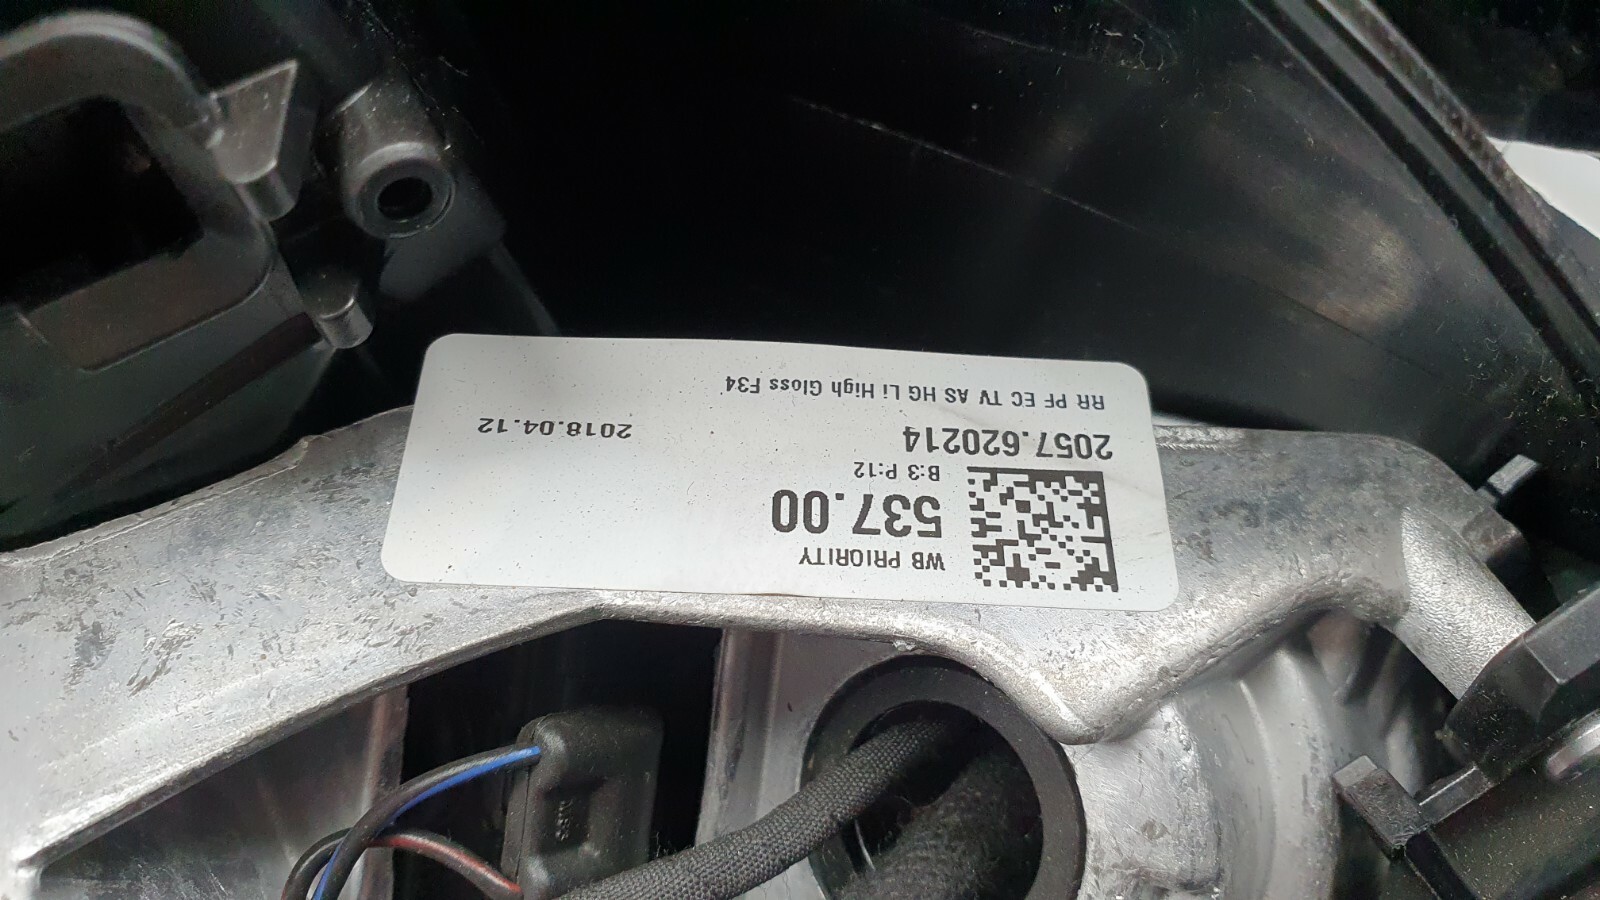 WB PRIORITY
537.00
B:3 P:12
2057.620214
2018.04.12
RR PF EC TV AS HG Li High Gloss F34